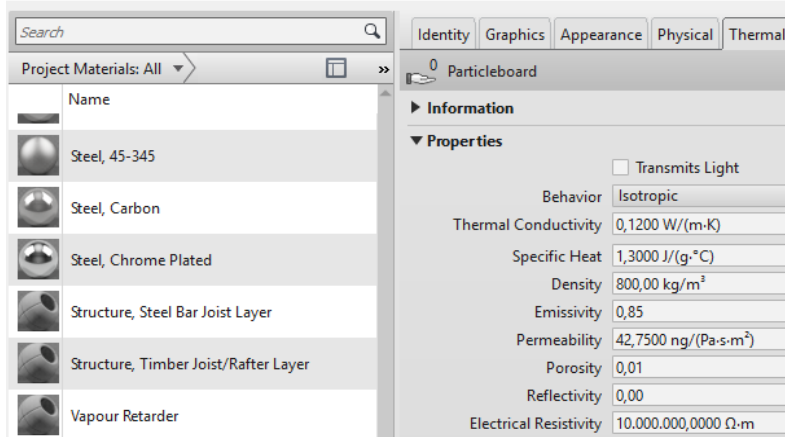 Search
Project Materials: All
»
Name
Steel, 45-345
Steel, Carbon
Steel, Chrome Plated
Structure, Steel Bar Joist Layer
Structure, Timber Joist/Rafter Layer
Vapour Retarder
Identity Graphics Appearance Physical Thermal
0 Particleboard
Information
Properties
Transmits Light
Behavior Isotropic
Thermal Conductivity 0,1200 W/(m·K)
Specific Heat 1,3000 J/(g·°C)
Density 800,00 kg/m³
Emissivity 0,85
Permeability 42,7500 ng/(Pa·s·m²)
Porosity 0,01
Reflectivity 0,00
Electrical Resistivity 10.000.000,0000 Ω·m